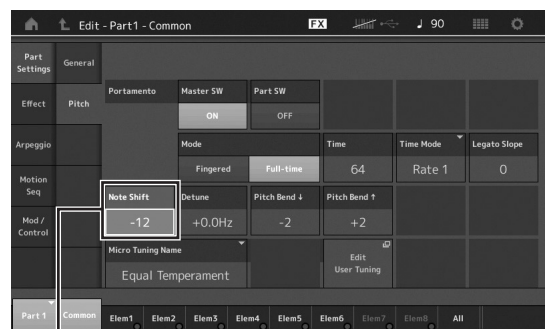 Edit - Part1 - Common FX ♩ 90
Part Settings General
Portamento Master SW Part SW
Effect Pitch
ON OFF
Arpeggio Mode Time Time Mode Legato Slope
Fingered Full-time 64 Rate 1 0
Motion Seq
Note Shift Detune Pitch Bend ↓ Pitch Bend ↑
-12 +0.0Hz -2 +2
Mod / Control
Micro Tuning Name
Equal Temperament
Edit User Tuning
Part 1 Common Elem1 Elem2 Elem3 Elem4 Elem5 Elem6 Elem7 Elem8 All